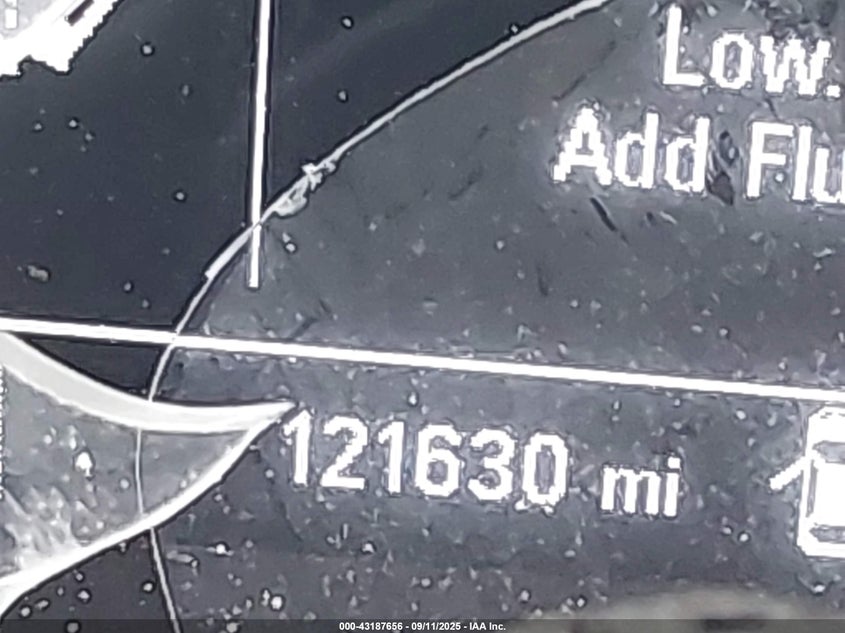 Low.
Add Flu
121630 mi
000-43187656 - 09/11/2025 - IAA Inc.